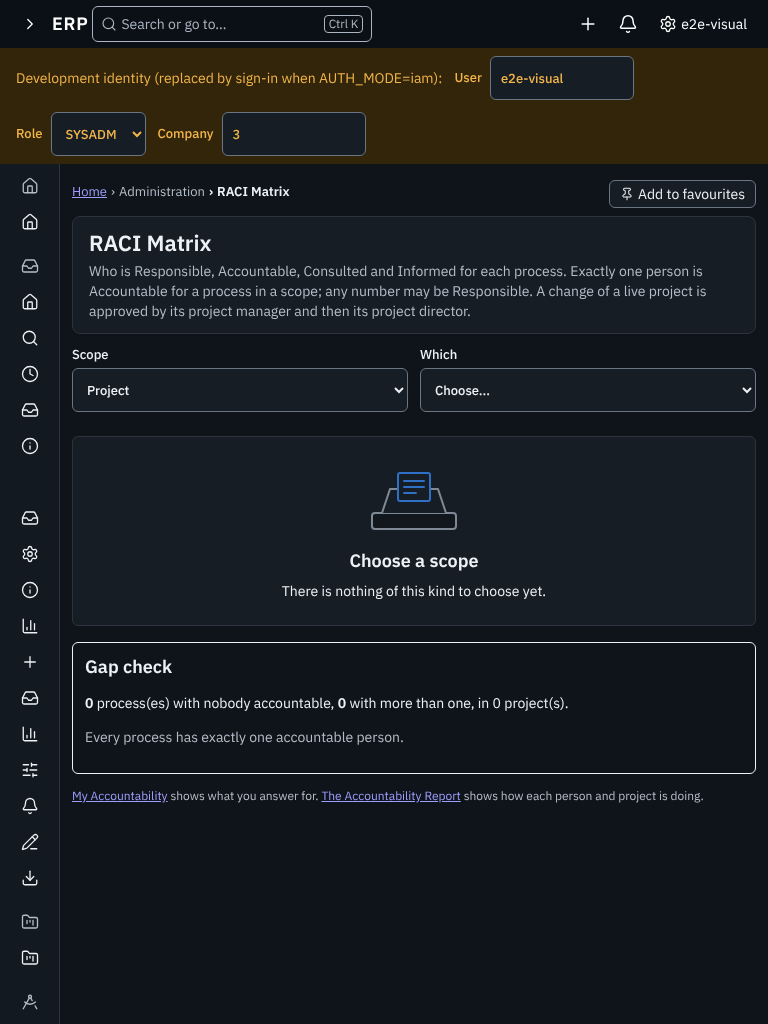 ERP
Search or go to...
Ctrl K
e2e-visual
Development identity (replaced by sign-in when AUTH_MODE=iam):
User
e2e-visual
Role
SYSADM
Company
3
Home › Administration › RACI Matrix
Add to favourites
RACI Matrix
Who is Responsible, Accountable, Consulted and Informed for each process. Exactly one person is
Accountable for a process in a scope; any number may be Responsible. A change of a live project is
approved by its project manager and then its project director.
Scope
Which
Project
Choose...
Choose a scope
There is nothing of this kind to choose yet.
Gap check
0 process(es) with nobody accountable, 0 with more than one, in 0 project(s).
Every process has exactly one accountable person.
My Accountability shows what you answer for. The Accountability Report shows how each person and project is doing.